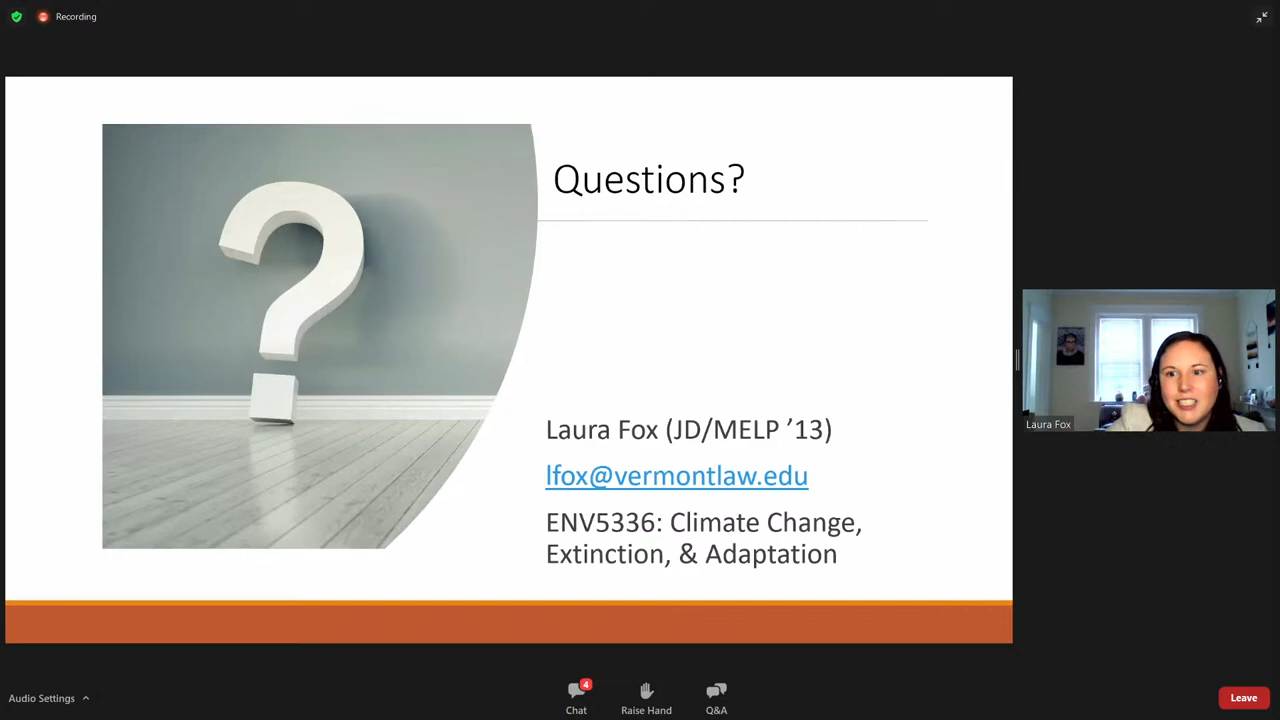 Recording
Questions?
Laura Fox (JD/MELP ’13)
lfox@vermontlaw.edu
ENV5336: Climate Change,
Extinction, & Adaptation
Laura Fox
Audio Settings
4
Chat
Raise Hand
Q&A
Leave